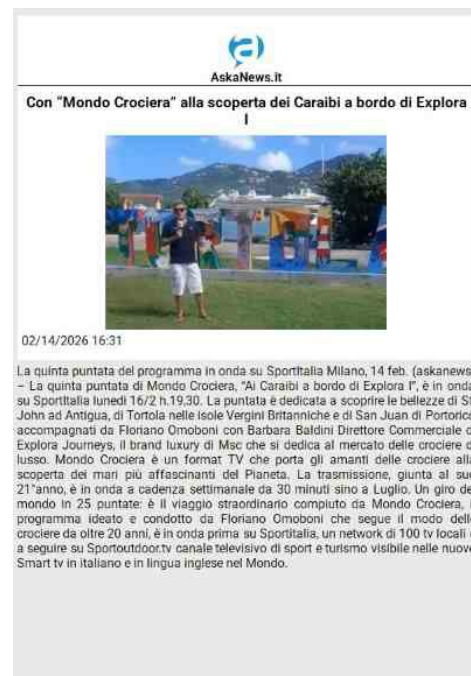 AskaNews.it
Con “Mondo Crociera” alla scoperta dei Caraibi a bordo di Explora
I
02/14/2026 16:31
La quinta puntata del programma in onda su Sportitalia Milano, 14 feb. (askanews)
– La quinta puntata di Mondo Crociera, “Ai Caraibi a bordo di Explora I”, è in onda
su Sportitalia lunedì 16/2 h.19,30. La puntata è dedicata a scoprire le bellezze di St
John ad Antigua, di Tortola nelle isole Vergini Britanniche e di San Juan di Portorico
accompagnati da Floriano Omoboni con Barbara Baldini Direttore Commerciale d
Explora Journeys, il brand luxury di Msc che si dedica al mercato delle crociere d
lusso. Mondo Crociera è un format TV che porta gli amanti delle crociere alla
scoperta dei mari più affascinanti del Pianeta. La trasmissione, giunta al suo
21°anno, è in onda a cadenza settimanale da 30 minuti sino a Luglio. Un giro de
mondo in 25 puntate: è il viaggio straordinario compiuto da Mondo Crociera, i
programma ideato e condotto da Floriano Omoboni che segue il modo delle
crociere da oltre 20 anni, è in onda prima su Sportitalia, un network di 100 tv locali e
a seguire su Sportoutdoor.tv canale televisivo di sport e turismo visibile nelle nuove
Smart tv in italiano e in lingua inglese nel Mondo.